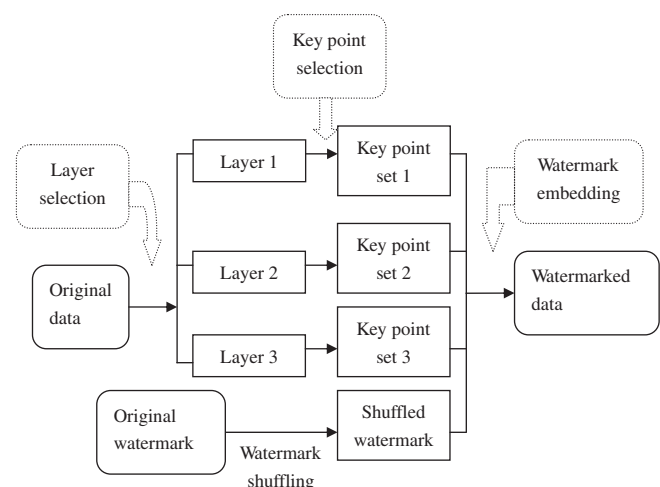 Key point
selection
Layer
selection
Layer 1
Key point
set 1
Watermark
embedding
Original
data
Layer 2
Key point
set 2
Watermarked
data
Layer 3
Key point
set 3
Original
watermark
Watermark
shuffling
Shuffled
watermark